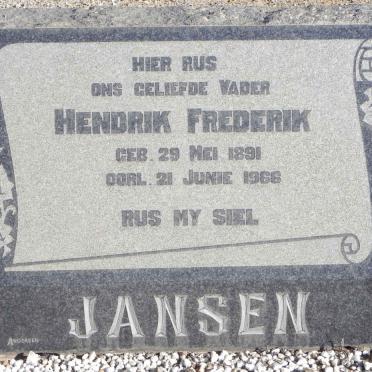 HIER RUS
ONS GELIEFDE VADER
HENDRIK FREDERIK
GEB. 29 MEI 1891
OORL. 21 JUNIE 1966
RUS MY SIEL
JANSEN